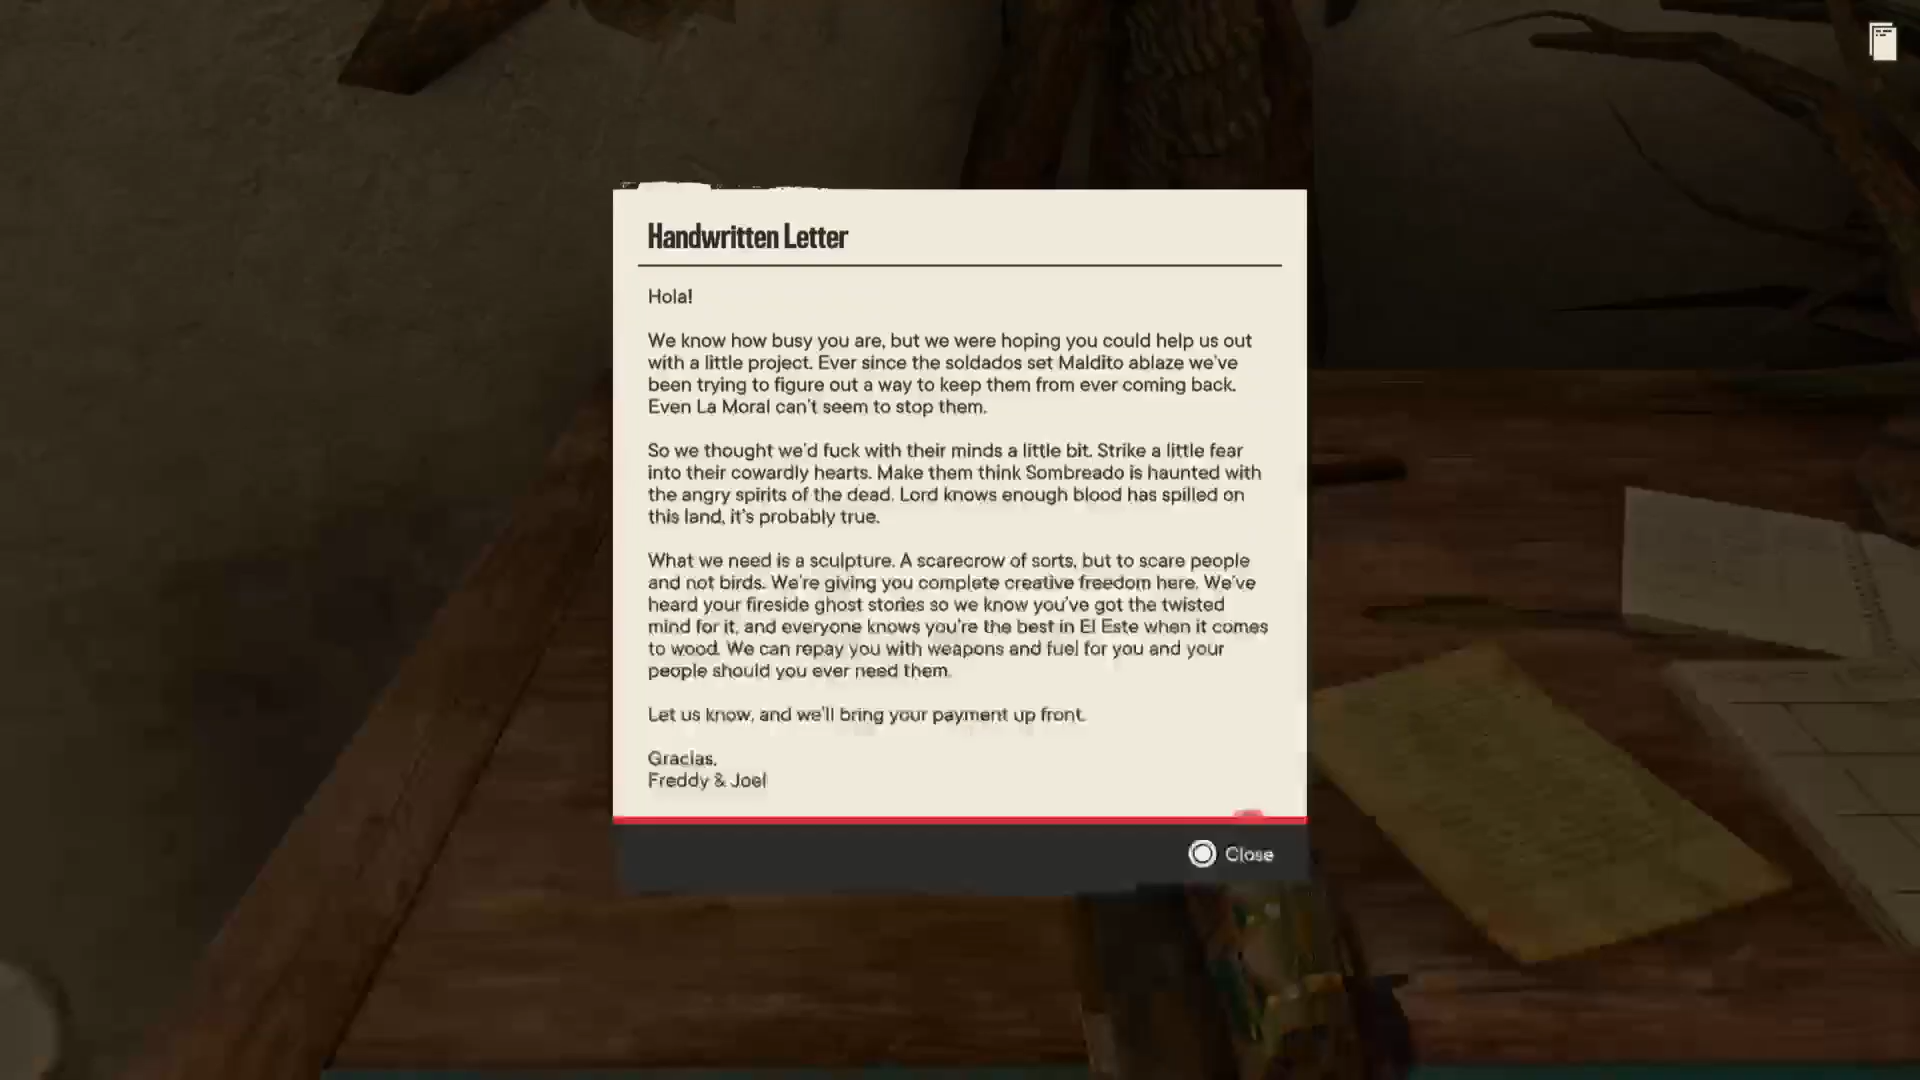 Handwritten Letter
Hola!
We know how busy you are, but we were hoping you could help us out
with a little project. Ever since the soldados set Maldito ablaze we've
been trying to figure out a way to keep them from ever coming back.
Even La Moral can't seem to stop them.
So we thought we'd fuck with their minds a little bit. Strike a little fear
into their cowardly hearts. Make them think Sombreado is haunted with
the angry spirits of the dead. Lord knows enough blood has spilled on
this land, it's probably true.
What we need is a sculpture. A scarecrow of sorts, but to scare people
and not birds. We're giving you complete creative freedom here. We've
heard your fireside ghost stories so we know you've got the twisted
mind for it, and everyone knows you're the best in El Este when it comes
to wood. We can repay you with weapons and fuel for you and your
people should you ever need them.
Let us know, and we'll bring your payment up front.
Gracias,
Freddy & Joel
Close